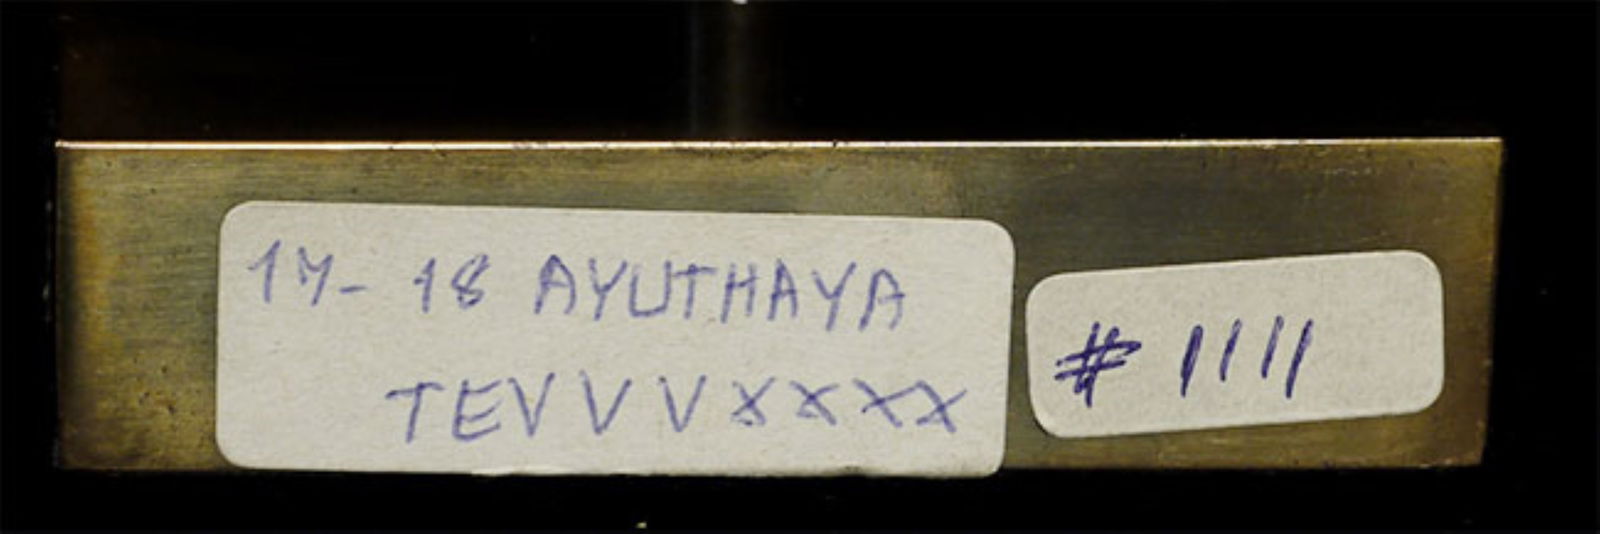 17- 18 AYUTHAYA
TEVVVXXXX
# 1111